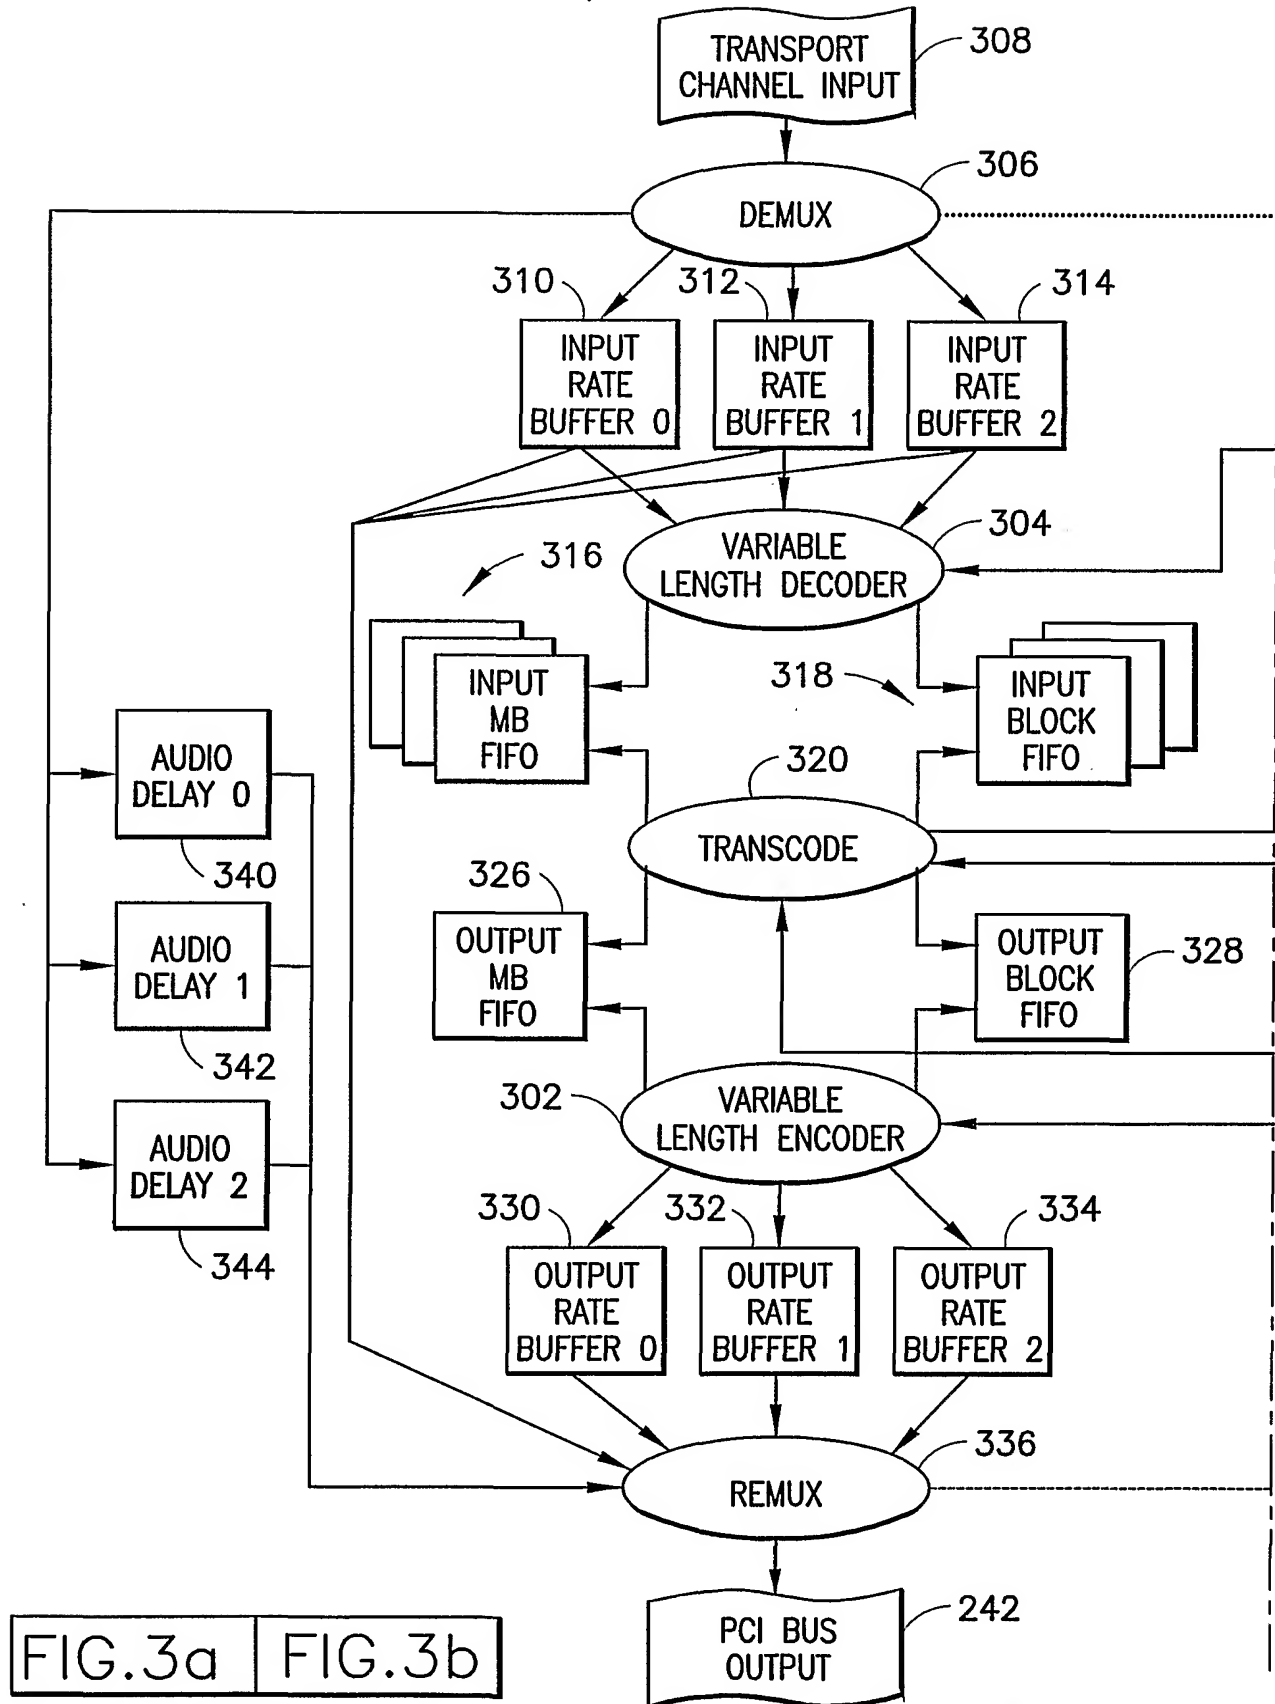 TRANSPORT
CHANNEL INPUT
308
306
DEMUX
310
312
314
INPUT
RATE
BUFFER 0
INPUT
RATE
BUFFER 1
INPUT
RATE
BUFFER 2
304
VARIABLE
LENGTH DECODER
316
318
INPUT
MB
FIFO
INPUT
BLOCK
FIFO
320
TRANSCODE
AUDIO
DELAY 0
340
326
OUTPUT
MB
FIFO
OUTPUT
BLOCK
FIFO
328
AUDIO
DELAY 1
342
302
VARIABLE
LENGTH ENCODER
AUDIO
DELAY 2
344
330
332
334
OUTPUT
RATE
BUFFER 0
OUTPUT
RATE
BUFFER 1
OUTPUT
RATE
BUFFER 2
336
REMUX
242
PCI BUS
OUTPUT
FIG.3a
FIG.3b